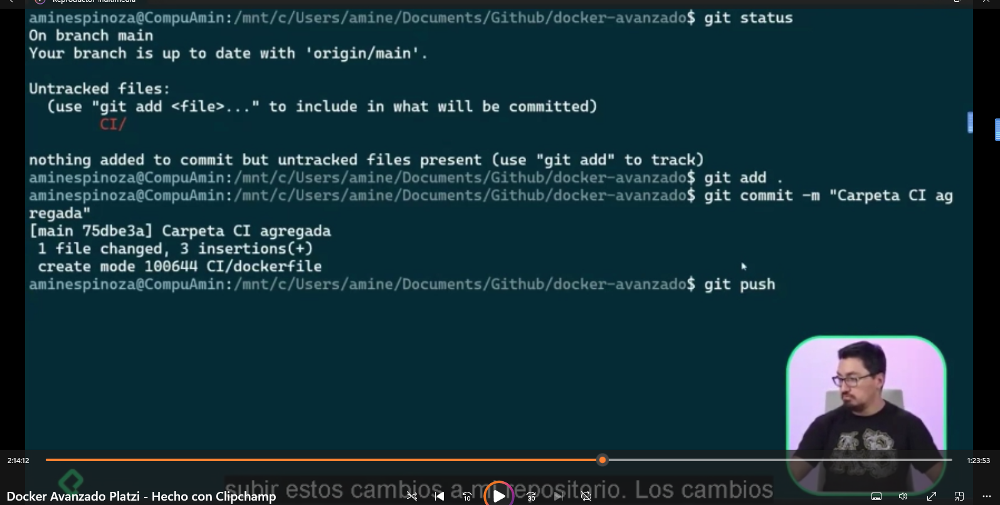 Reproductor multimedia
aminespinoza@CompuAmin:/mnt/c/Users/amine/Documents/Github/docker-avanzado$ git status
On branch main
Your branch is up to date with 'origin/main'.
Untracked files:
(use "git add <file>..." to include in what will be committed)
CI/
nothing added to commit but untracked files present (use "git add" to track)
aminespinoza@CompuAmin:/mnt/c/Users/amine/Documents/Github/docker-avanzado$ git add .
aminespinoza@CompuAmin:/mnt/c/Users/amine/Documents/Github/docker-avanzado$ git commit -m "Carpeta CI ag
regada"
[main 75dbe3a] Carpeta CI agregada
1 file changed, 3 insertions(+)
create mode 100644 CI/dockerfile
aminespinoza@CompuAmin:/mnt/c/Users/amine/Documents/Github/docker-avanzado$ git push
2:14:12
1:23:53
subir estos cambios a mi repositorio. Los cambios
Docker Avanzado Platzi - Hecho con Clipchamp
10
30